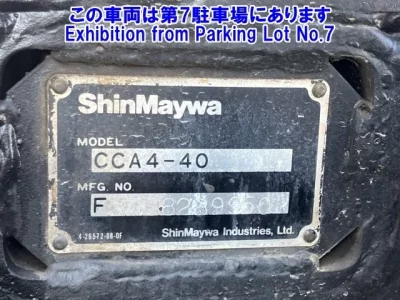 この車両は第7駐車場にあります
Exhibition from Parking Lot No.7
ShinMaywa
MODEL
CCA4-40
MFG. NO
F
ShinMaywa Industries, Ltd.